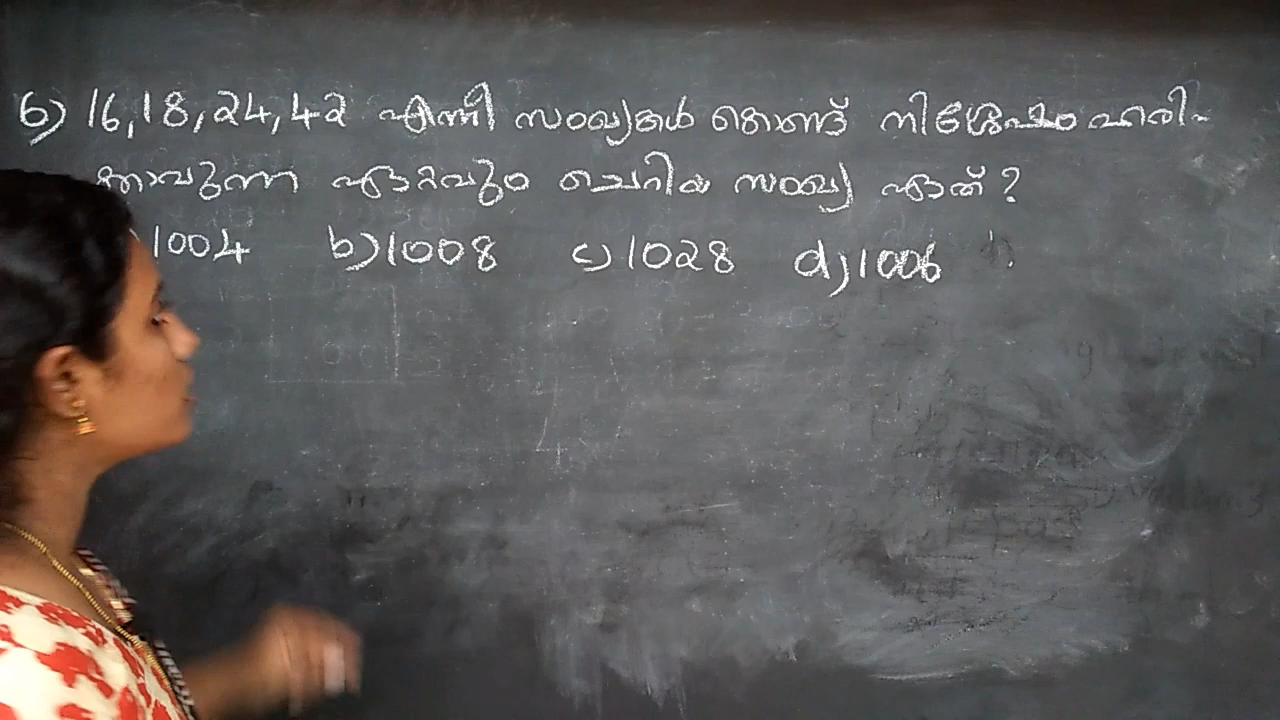 6) 16, 18, 24, 42 എന്നീ സംഖ്യകൾ കൊണ്ട് നിശ്ശേഷം ഹരി-
ക്കാവുന്ന ഏറ്റവും ചെറിയ സംഖ്യ ഏത്?
) 1004 b) 1008 c) 1028 d) 1006